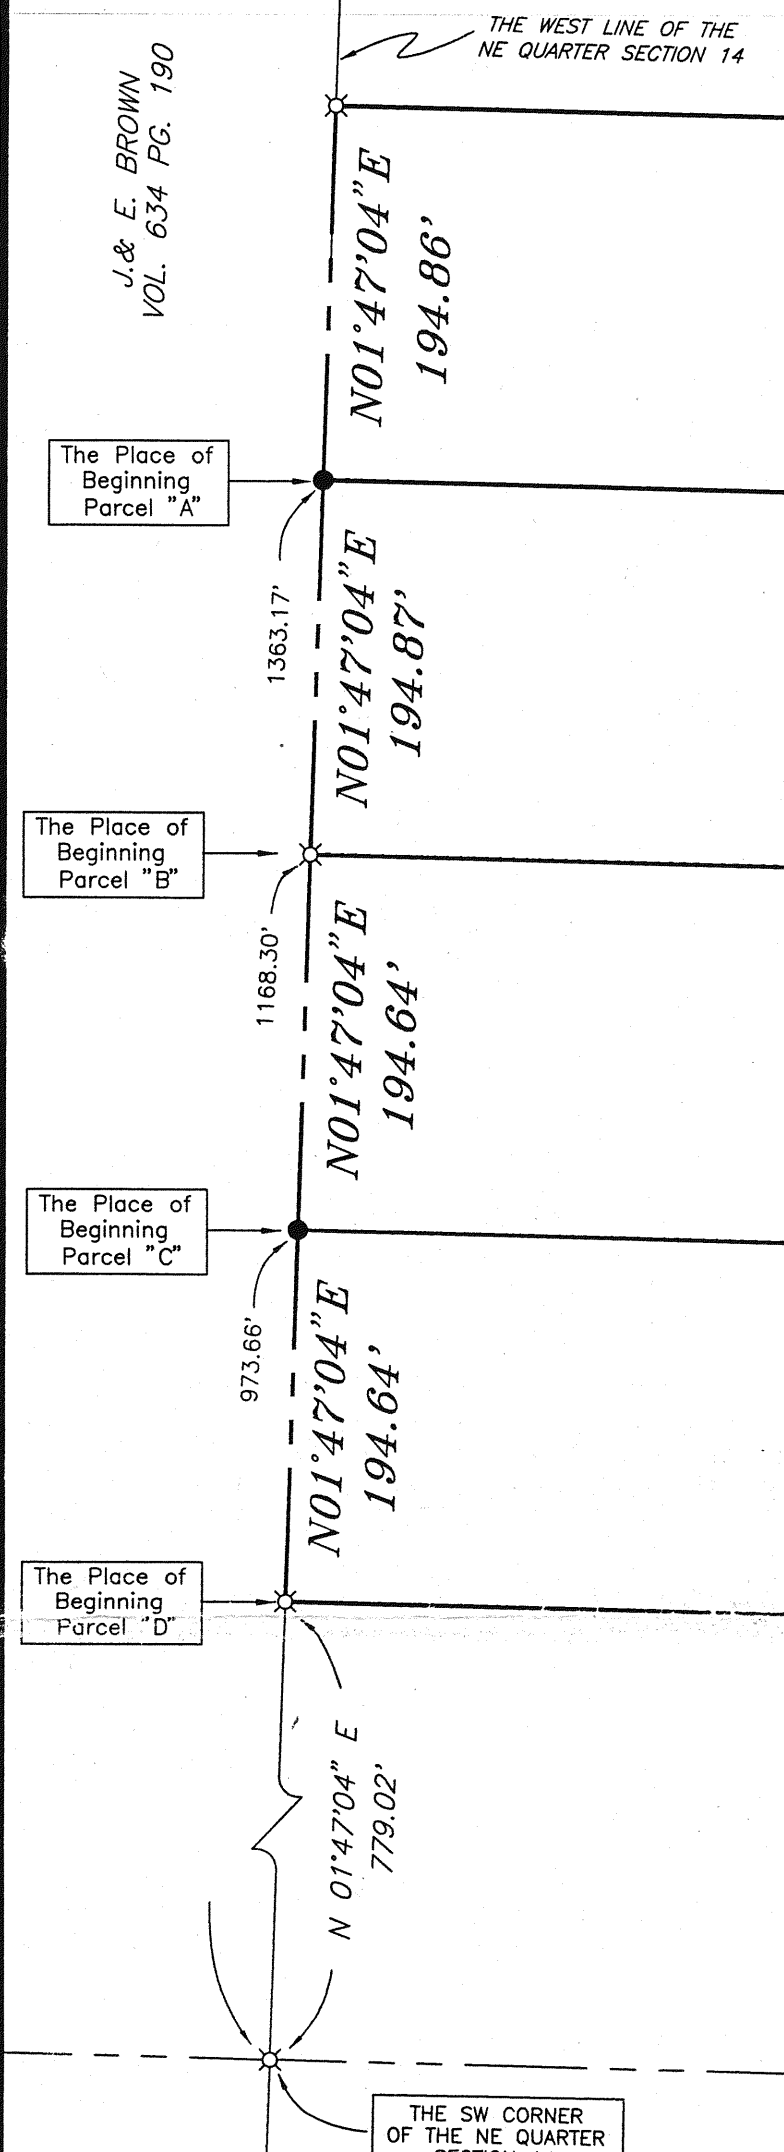 THE WEST LINE OF THE
NE QUARTER SECTION 14
J.& E. BROWN
VOL. 634 PG. 190
N01°47'04"E
194.86'
The Place of
Beginning
Parcel "A"
1363.17'
N01°47'04"E
194.87'
The Place of
Beginning
Parcel "B"
1168.30'
N01°47'04"E
194.64'
The Place of
Beginning
Parcel "C"
973.66'
N01°47'04"E
194.64'
The Place of
Beginning
Parcel "D"
N 01°47'04" E
779.02'
THE SW CORNER
OF THE NE QUARTER